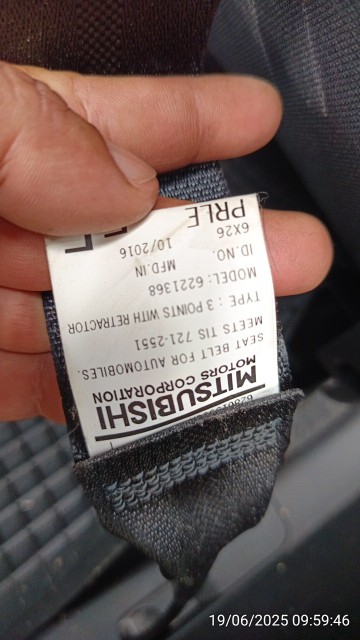 MITSUBISHI
MOTORS CORPORATION
SEAT BELT FOR AUTOMOBILES.
MEETS TIS 721-2551
TYPE : 3 POINTS WITH RETRACTOR
MODEL: 6221368
MFD.IN 10/2016
ID.NO. 6X26
PRLE
19/06/2025 09:59:46